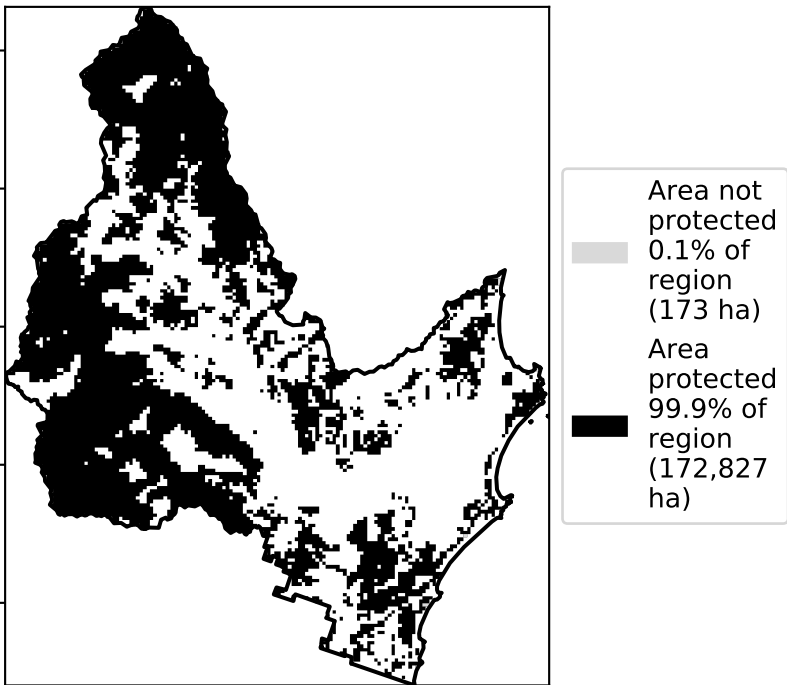 Area not
protected
0.1% of
region
(173 ha)
Area
protected
99.9% of
region
(172,827
ha)